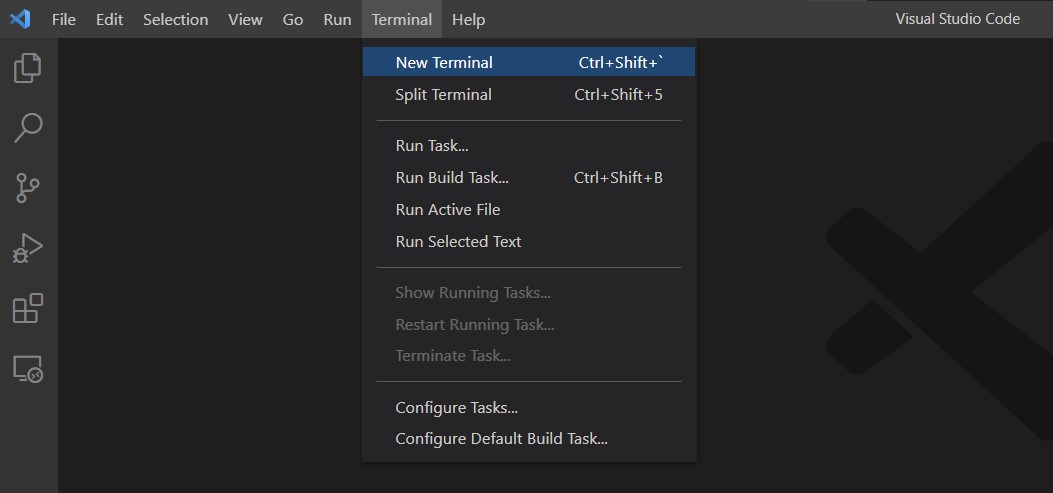 File Edit Selection View Go Run Terminal Help Visual Studio Code
New Terminal Ctrl+Shift+`
Split Terminal Ctrl+Shift+5
Run Task...
Run Build Task... Ctrl+Shift+B
Run Active File
Run Selected Text
Show Running Tasks...
Restart Running Task...
Terminate Task...
Configure Tasks...
Configure Default Build Task...